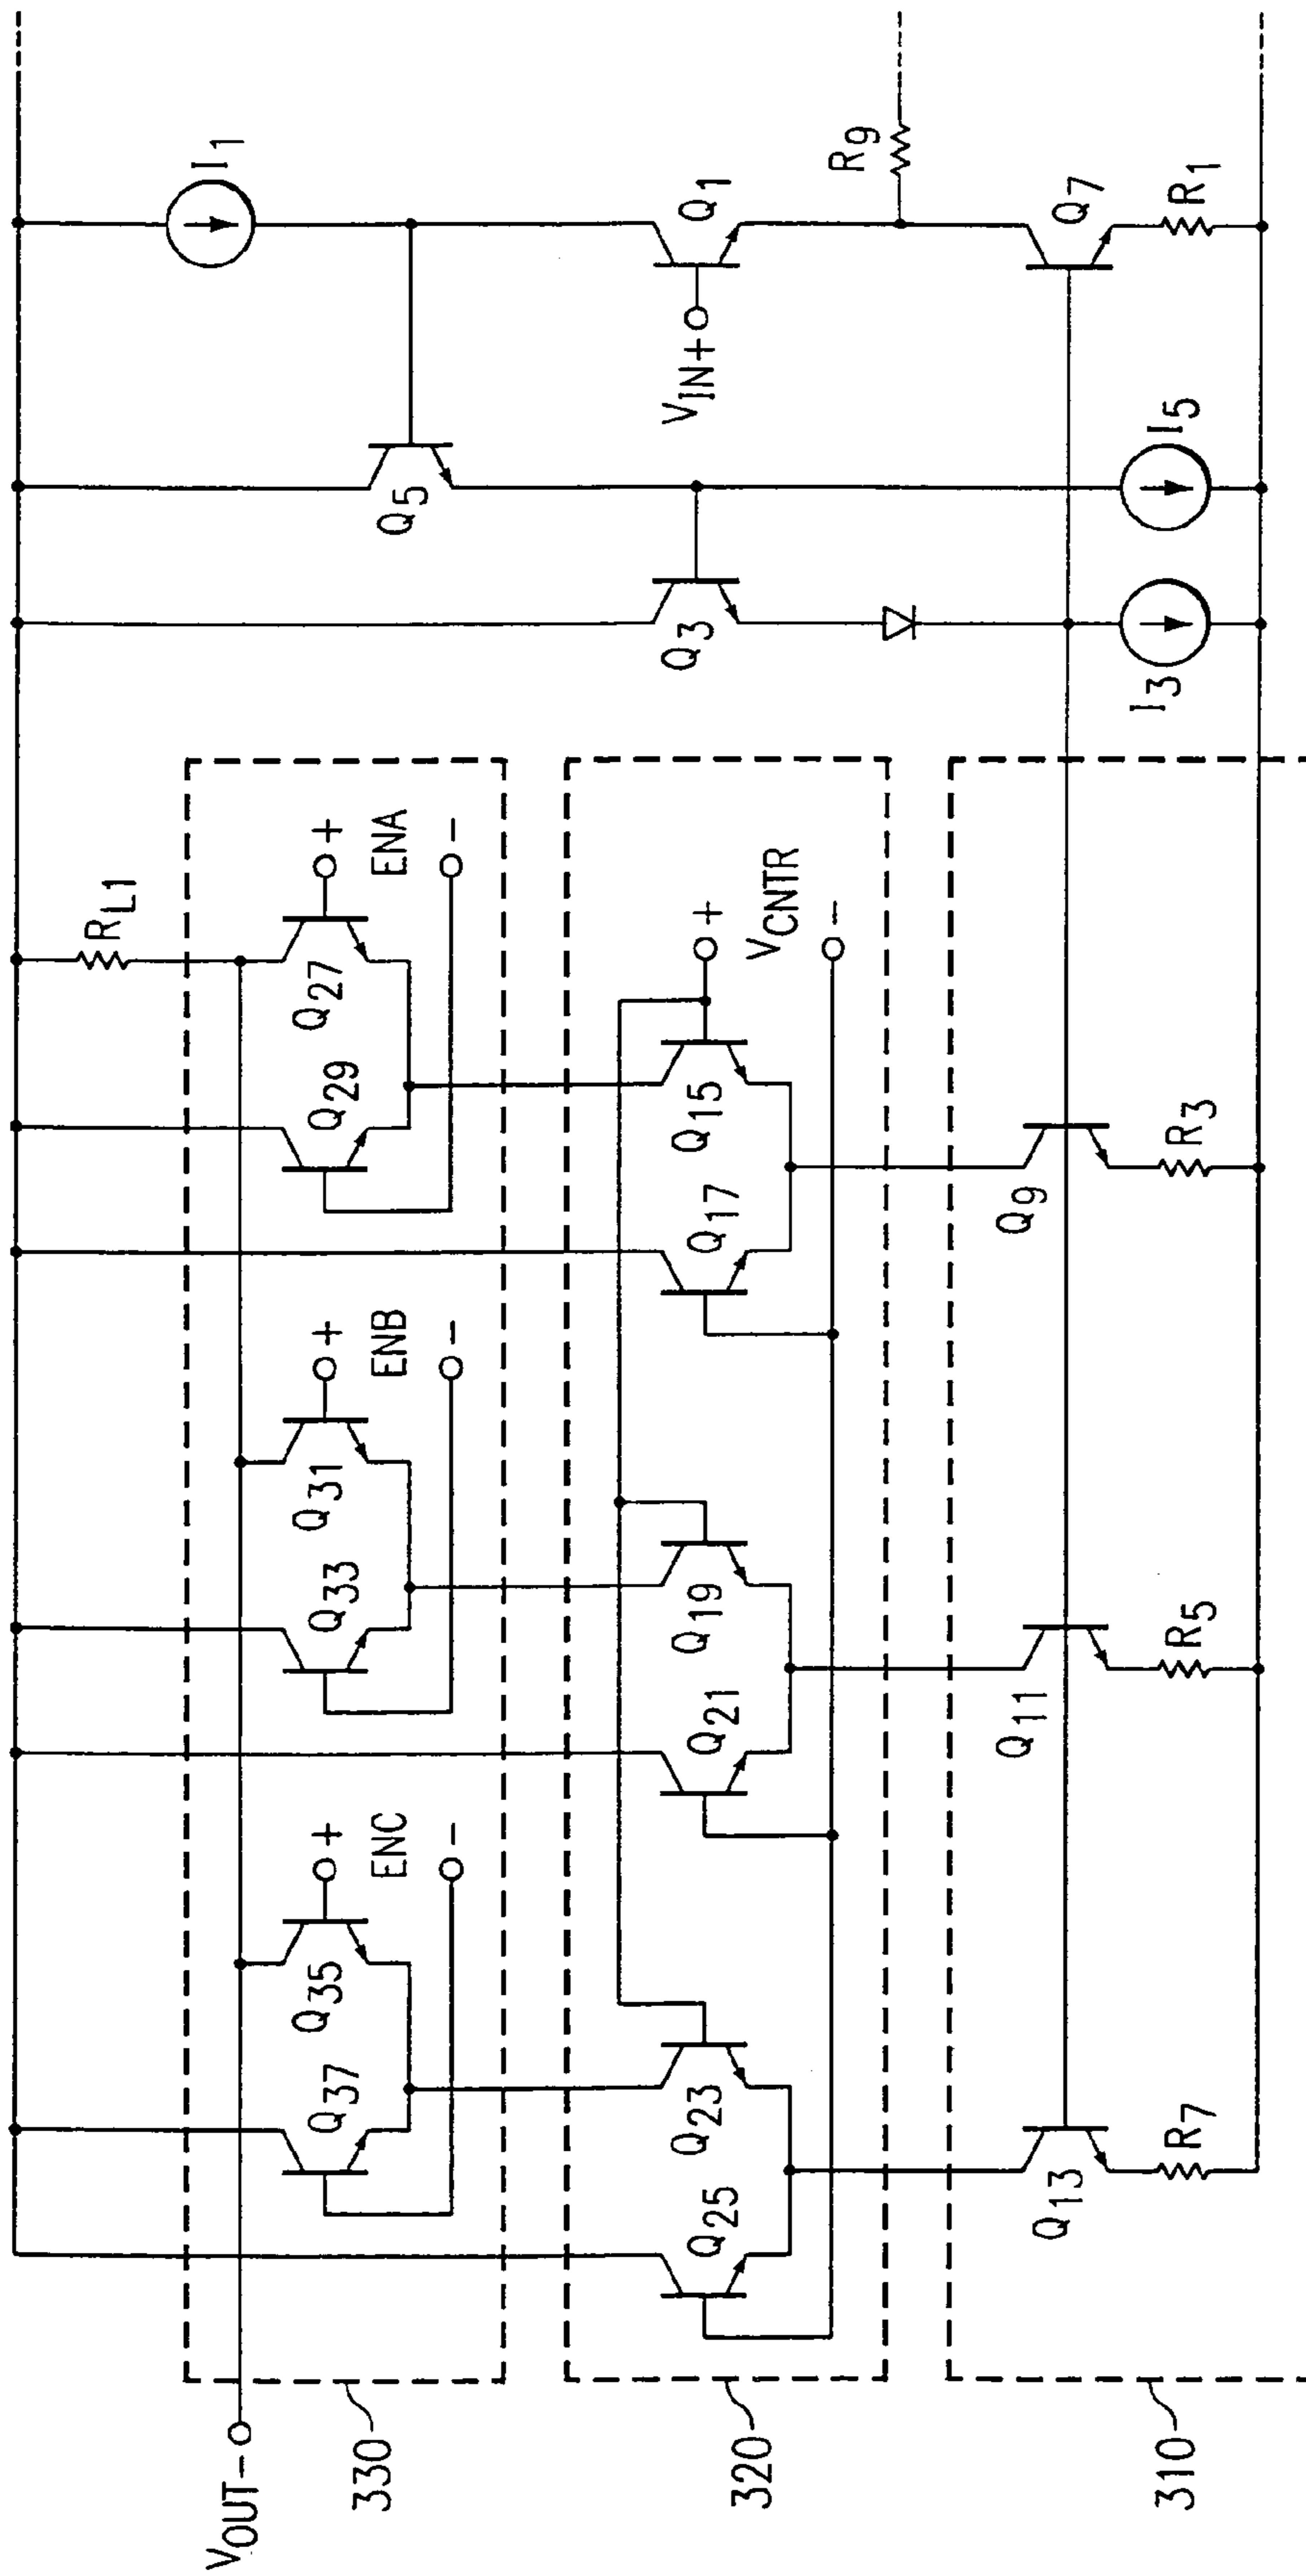 VOUT-
330
320
310
Q37
Q35
+
ENC
-
Q33
Q31
+
ENB
-
Q29
Q27
RL1
+
ENA
-
Q25
Q23
Q21
Q19
Q17
Q15
+
VCNTR
-
Q13
R7
Q11
R5
Q9
R3
Q3
I3
Q5
I5
I1
VIN+
Q1
R9
Q7
R1